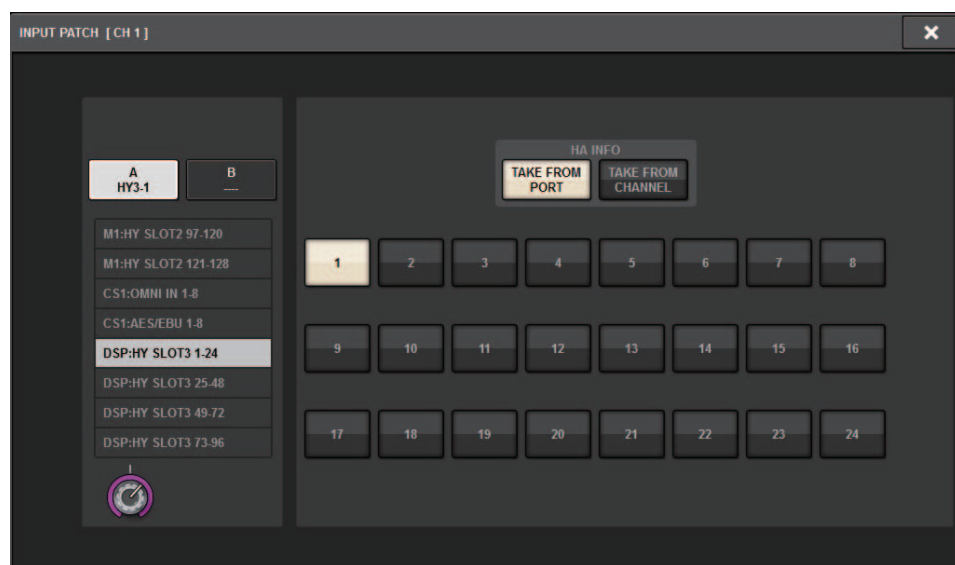 INPUT PATCH [ CH 1 ]
A
HY3-1
B
----
M1:HY SLOT2 97-120
M1:HY SLOT2 121-128
CS1:OMNI IN 1-8
CS1:AES/EBU 1-8
DSP:HY SLOT3 1-24
DSP:HY SLOT3 25-48
DSP:HY SLOT3 49-72
DSP:HY SLOT3 73-96
HA INFO
TAKE FROM
PORT
TAKE FROM
CHANNEL
1 2 3 4 5 6 7 8
9 10 11 12 13 14 15 16
17 18 19 20 21 22 23 24